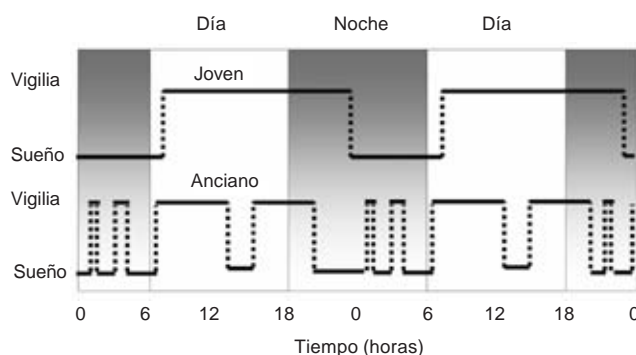 Día Noche Día
Vigilia
Joven
Sueño
Anciano
Vigilia
Sueño
0 6 12 18 0 6 12 18 0
Tiempo (horas)